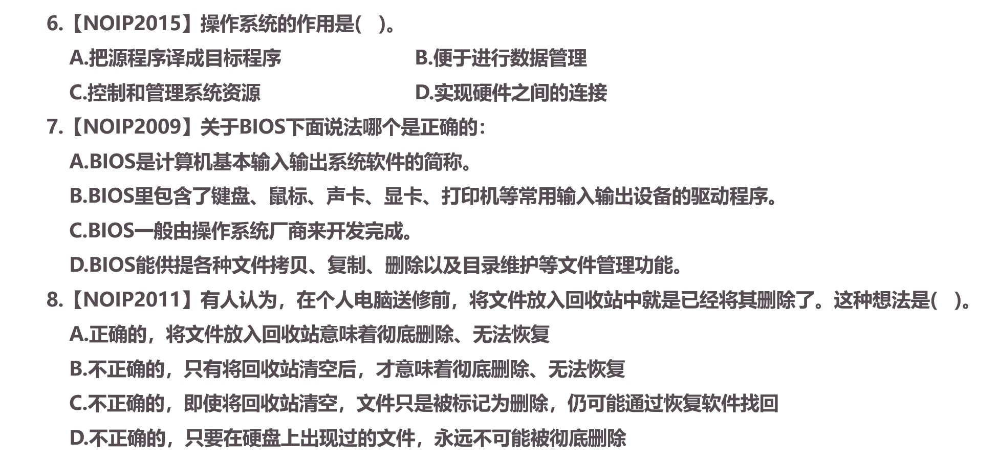 6.【NOIP2015】操作系统的作用是(   )。
A.把源程序译成目标程序 B.便于进行数据管理
C.控制和管理系统资源 D.实现硬件之间的连接
7.【NOIP2009】关于BIOS下面说法哪个是正确的：
A.BIOS是计算机基本输入输出系统软件的简称。
B.BIOS里包含了键盘、鼠标、声卡、显卡、打印机等常用输入输出设备的驱动程序。
C.BIOS一般由操作系统厂商来开发完成。
D.BIOS能供提各种文件拷贝、复制、删除以及目录维护等文件管理功能。
8.【NOIP2011】有人认为，在个人电脑送修前，将文件放入回收站中就是已经将其删除了。这种想法是(   )。
A.正确的，将文件放入回收站意味着彻底删除、无法恢复
B.不正确的，只有将回收站清空后，才意味着彻底删除、无法恢复
C.不正确的，即使将回收站清空，文件只是被标记为删除，仍可能通过恢复软件找回
D.不正确的，只要在硬盘上出现过的文件，永远不可能被彻底删除